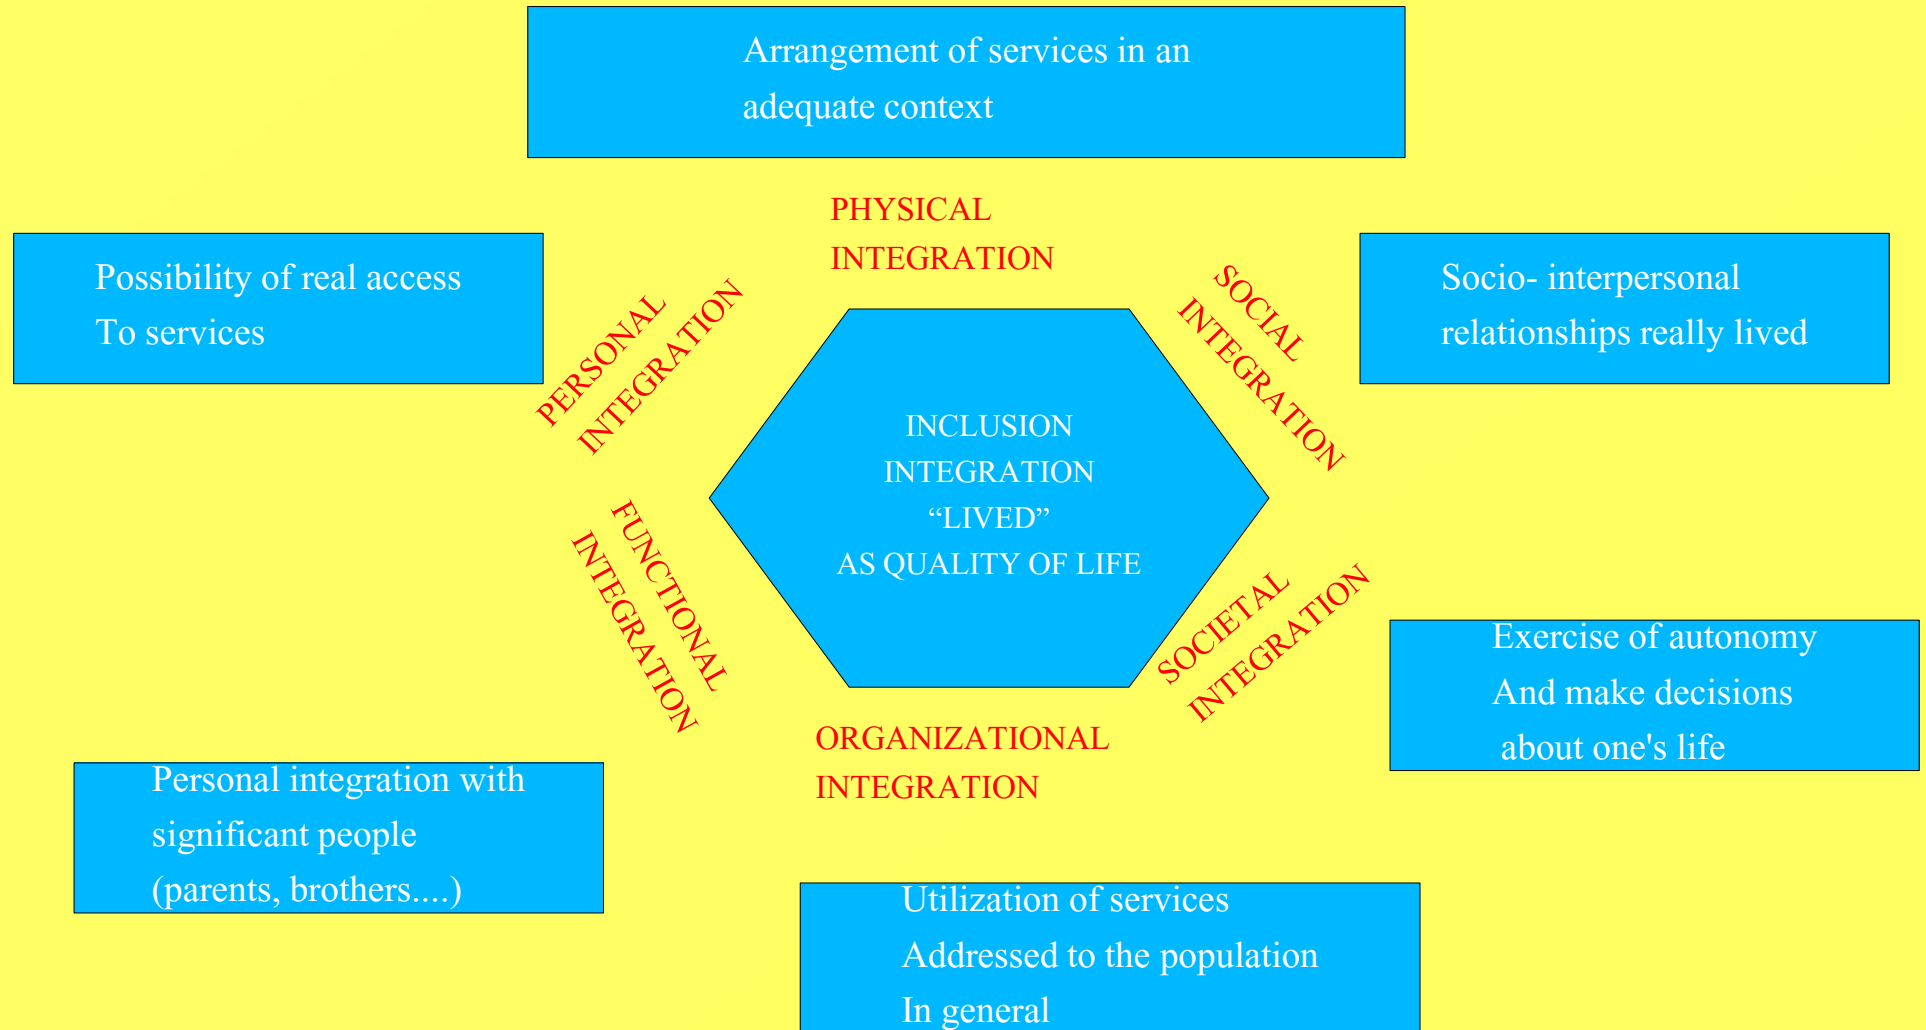 Arrangement of services in an
adequate context
PHYSICAL
INTEGRATION
Possibility of real access
To services
PERSONAL
INTEGRATION
SOCIAL
INTEGRATION
Socio- interpersonal
relationships really lived
INCLUSION
INTEGRATION
“LIVED”
AS QUALITY OF LIFE
FUNCTIONAL
INTEGRATION
SOCIETAL
INTEGRATION
Exercise of autonomy
And make decisions
about one's life
ORGANIZATIONAL
INTEGRATION
Personal integration with
significant people
(parents, brothers....)
Utilization of services
Addressed to the population
In general